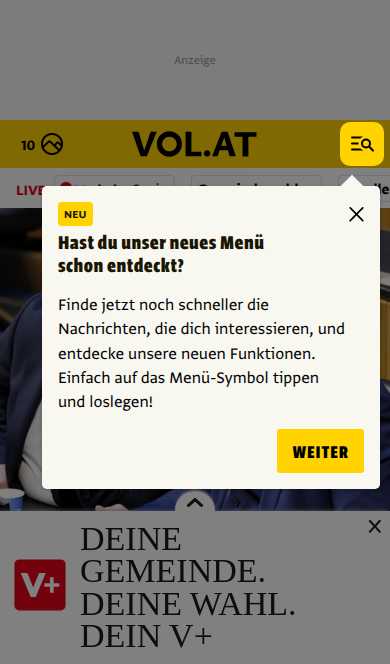 Anzeige
10
VOL.AT
LIVE
NEU
Hast du unser neues Menü
schon entdeckt?
Finde jetzt noch schneller die
Nachrichten, die dich interessieren, und
entdecke unsere neuen Funktionen.
Einfach auf das Menü-Symbol tippen
und loslegen!
WEITER
V+
DEINE
GEMEINDE.
DEINE WAHL.
DEIN V+